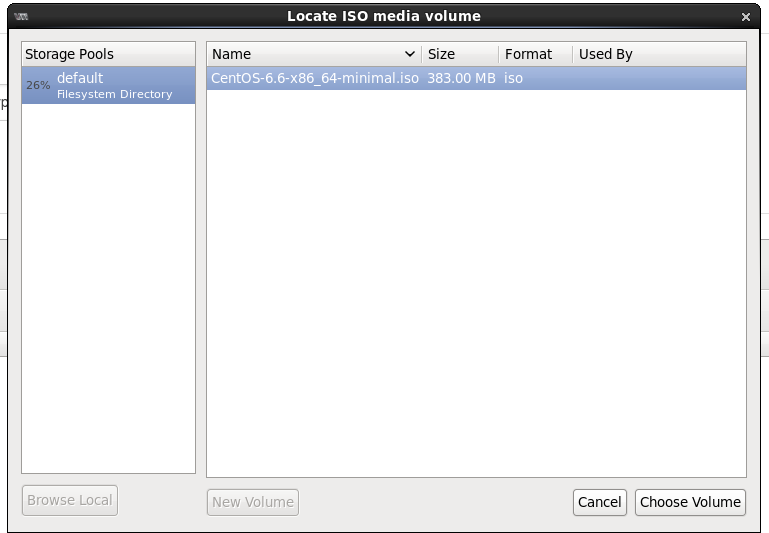 Locate ISO media volume
Storage Pools
26% default
Filesystem Directory
Name Size Format Used By
CentOS-6.6-x86_64-minimal.iso 383.00 MB iso
Browse Local New Volume Cancel Choose Volume